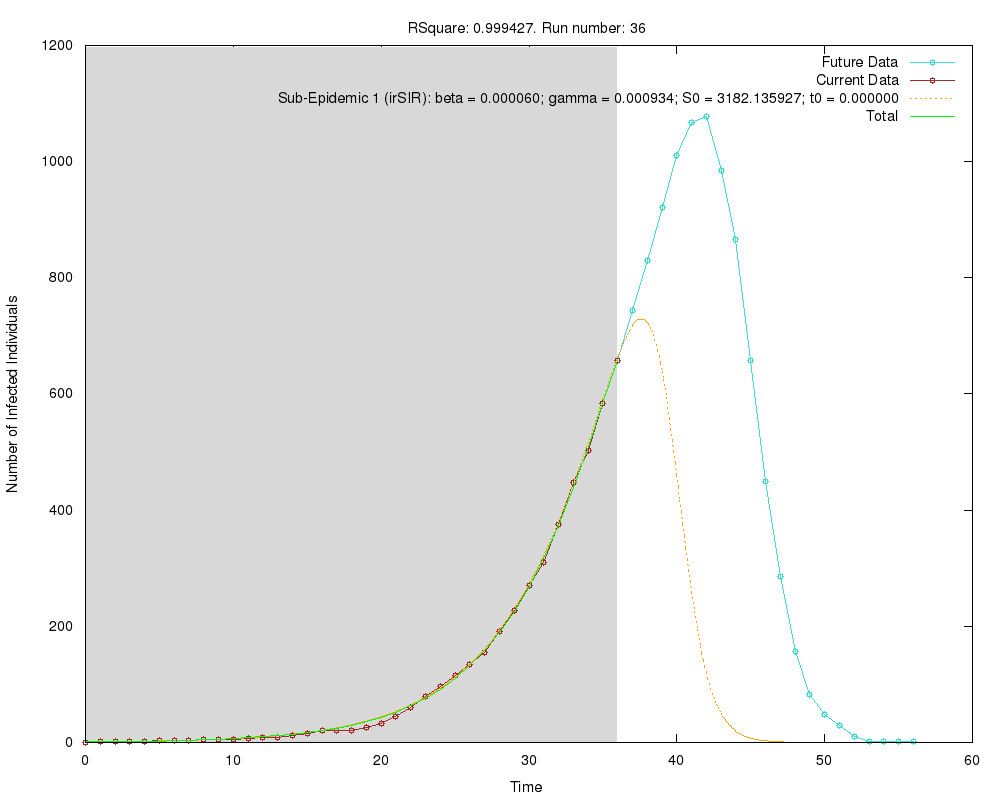 RSquare: 0.999427. Run number: 36
1200
1000
800
600
400
200
0
Future Data
Current Data
Sub-Epidemic 1 (irSIR): beta = 0.000060; gamma = 0.000934; S0 = 3182.135927; t0 = 0.000000
Total
Number of Infected Individuals
0 10 20 30 40 50 60
Time